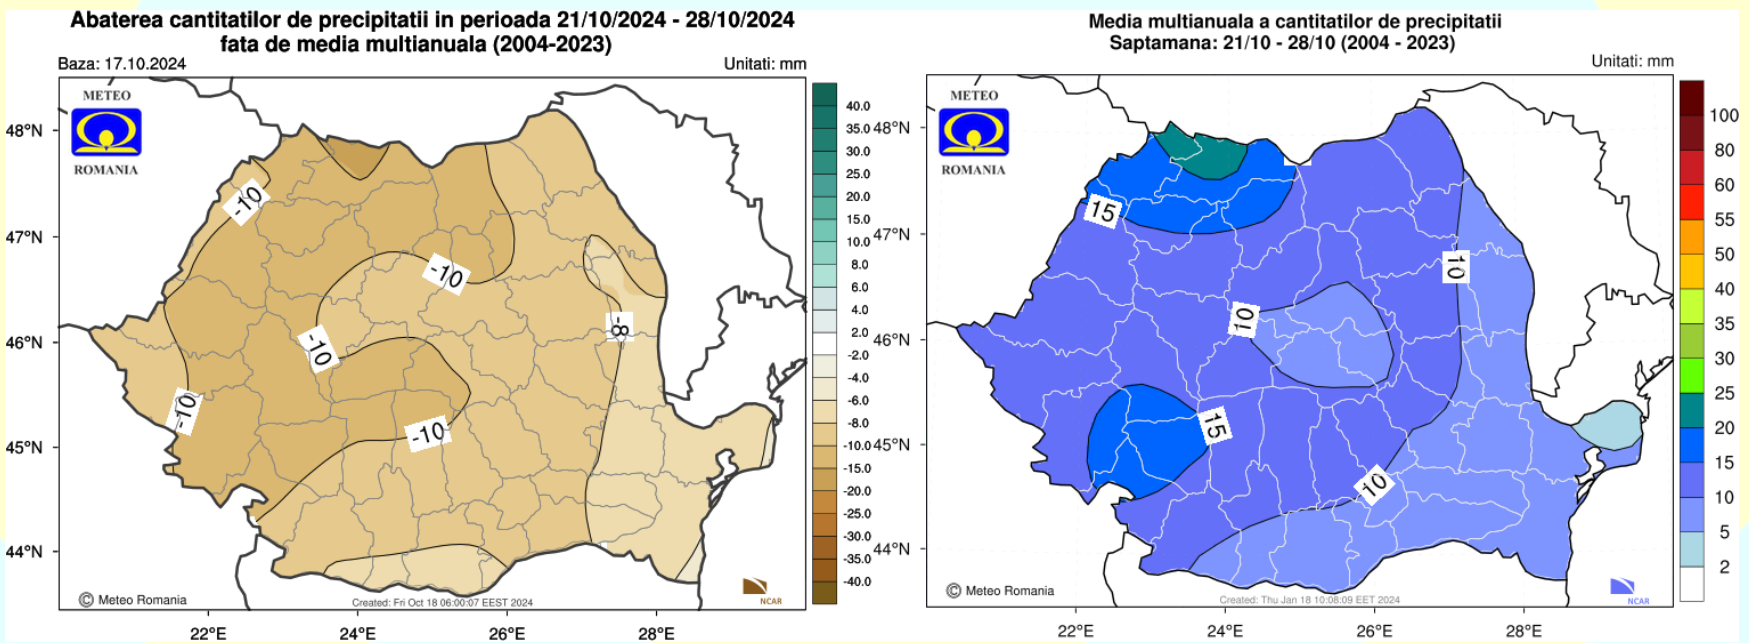 Abaterea cantitatilor de precipitatii in perioada 21/10/2024 - 28/10/2024
fata de media multianuala (2004-2023)
Baza: 17.10.2024
Unitati: mm
METEO
ROMANIA
48°N
47°N
46°N
45°N
44°N
-10
-10
-10
-8
-10
-10
40.0
35.0
30.0
25.0
20.0
15.0
10.0
8.0
6.0
4.0
2.0
-2.0
-4.0
-6.0
-8.0
-10.0
-15.0
-20.0
-25.0
-30.0
-35.0
-40.0
© Meteo Romania
Created: Fri Oct 18 06:00:07 EEST 2024
NCAR
22°E
24°E
26°E
28°E
Media multianuala a cantitatilor de precipitatii
Saptamana: 21/10 - 28/10 (2004 - 2023)
Unitati: mm
METEO
ROMANIA
48°N
47°N
46°N
45°N
44°N
15
10
10
15
10
100
80
60
55
50
40
35
30
25
20
15
10
5
2
© Meteo Romania
Created: Thu Jan 18 10:08:09 EET 2024
NCAR
22°E
24°E
26°E
28°E